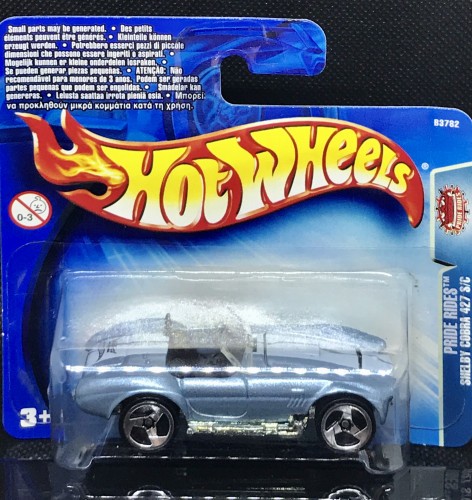 Small parts may be generated. • Des petits
éléments peuvent être générés. • Kleinteile können
erzeugt werden. • Potrebbero esserci pezzi di piccole
dimensioni che possono essere ingeriti o aspirati. •
Mogelijk kunnen er kleine onderdelen losraken. •
Se pueden generar piezas pequeñas. • ATENÇÃO: Não
recomendável para menores de 3 anos. Podem ser geradas
partes pequenas que podem ser engolidas. • Smådelar kan
genereras. • Leluista saattaa irrota pieniä osia. • Μπορεί
να προκληθούν μικρά κομμάτια κατά τη χρήση.
B3782
HOT WHEELS
®
0-3
PRIDE RIDES
PRIDE RIDES™
SHELBY COBRA 427 S/C
3+